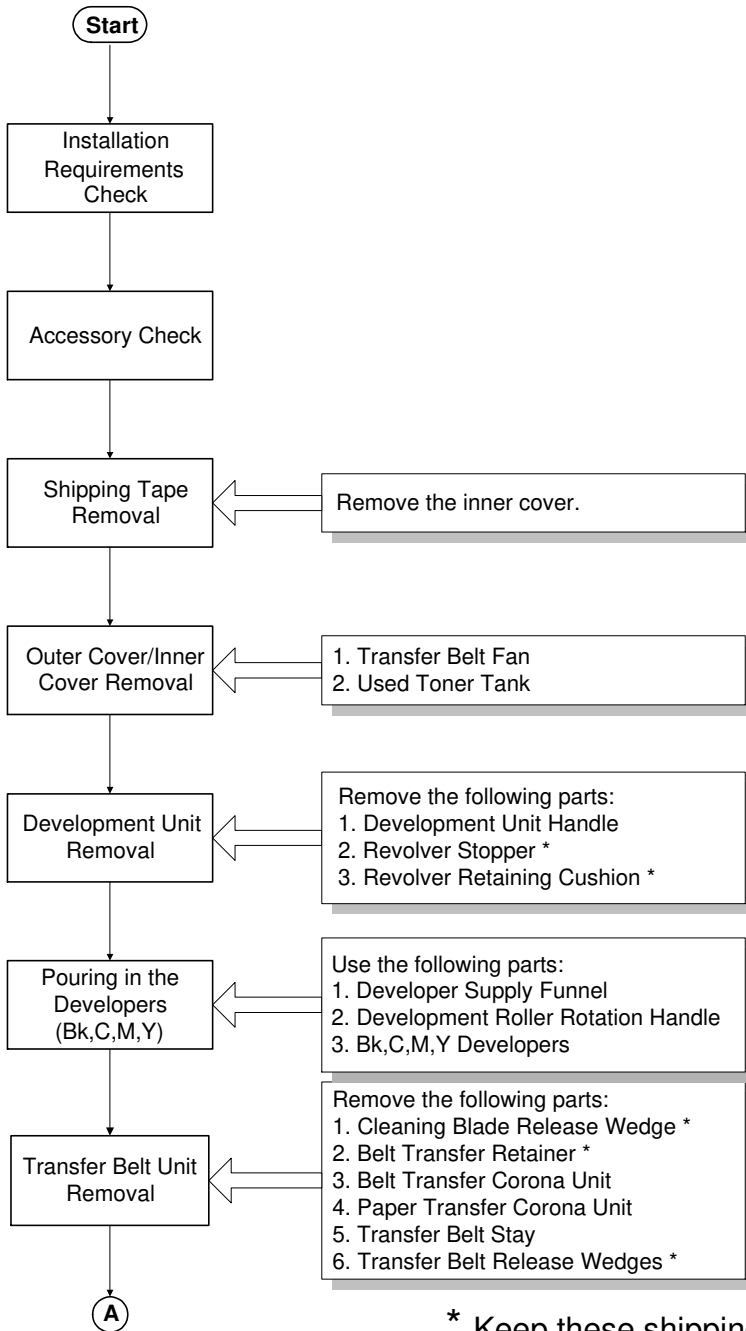 Start
Installation
Requirements
Check
Accessory Check
Shipping Tape
Removal
Remove the inner cover.
Outer Cover/Inner
Cover Removal
1. Transfer Belt Fan
2. Used Toner Tank
Development Unit
Removal
Remove the following parts:
1. Development Unit Handle
2. Revolver Stopper *
3. Revolver Retaining Cushion *
Pouring in the
Developers
(Bk,C,M,Y)
Use the following parts:
1. Developer Supply Funnel
2. Development Roller Rotation Handle
3. Bk,C,M,Y Developers
Transfer Belt Unit
Removal
Remove the following parts:
1. Cleaning Blade Release Wedge *
2. Belt Transfer Retainer *
3. Belt Transfer Corona Unit
4. Paper Transfer Corona Unit
5. Transfer Belt Stay
6. Transfer Belt Release Wedges *
A
* Keep these